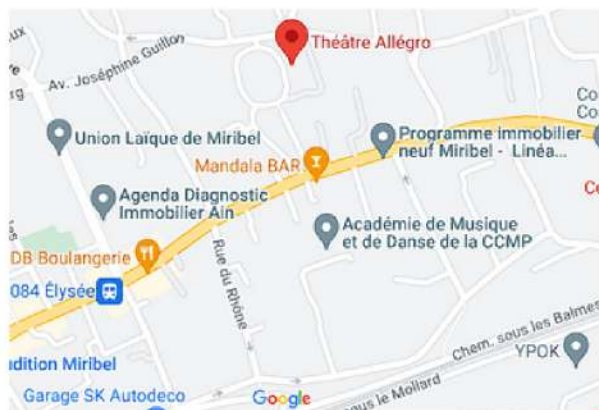 Théâtre Allégro
Av. Joséphine Guillon
Union Laïque de Miribel
Programme immobilier
neuf Miribel - Linéa...
Mandala BAR
Agenda Diagnostic
Immobilier Ain
Académie de Musique
et de Danse de la CCMP
DB Boulangerie
Rue du Rhône
084 Élysée
Chem. sous les Balmes
YPOK
dition Miribel
sous le Mollard
Garage SK Autodeco
Google